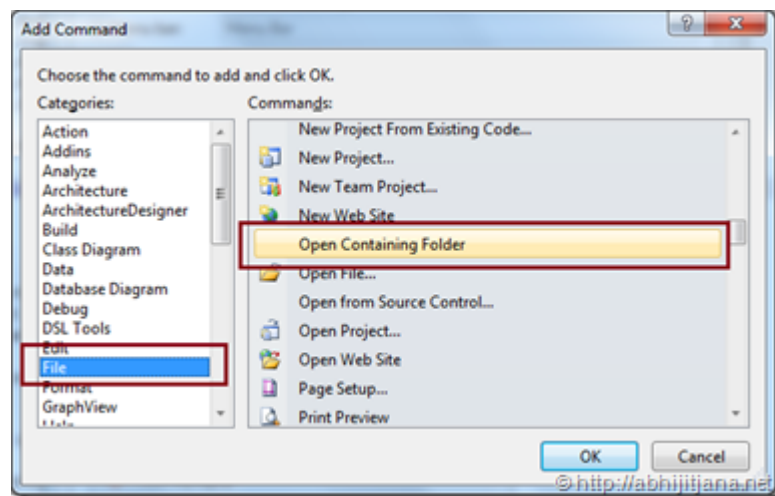 Add Command
Choose the command to add and click OK.
Categories:
Commands:
Action
Addins
Analyze
Architecture
ArchitectureDesigner
Build
Class Diagram
Data
Database Diagram
Debug
DSL Tools
Edit
File
Format
GraphView
Help
New Project From Existing Code...
New Project...
New Team Project...
New Web Site
Open Containing Folder
Open File...
Open from Source Control...
Open Project...
Open Web Site
Page Setup...
Print Preview
OK
Cancel
©http://abhijitjana.net